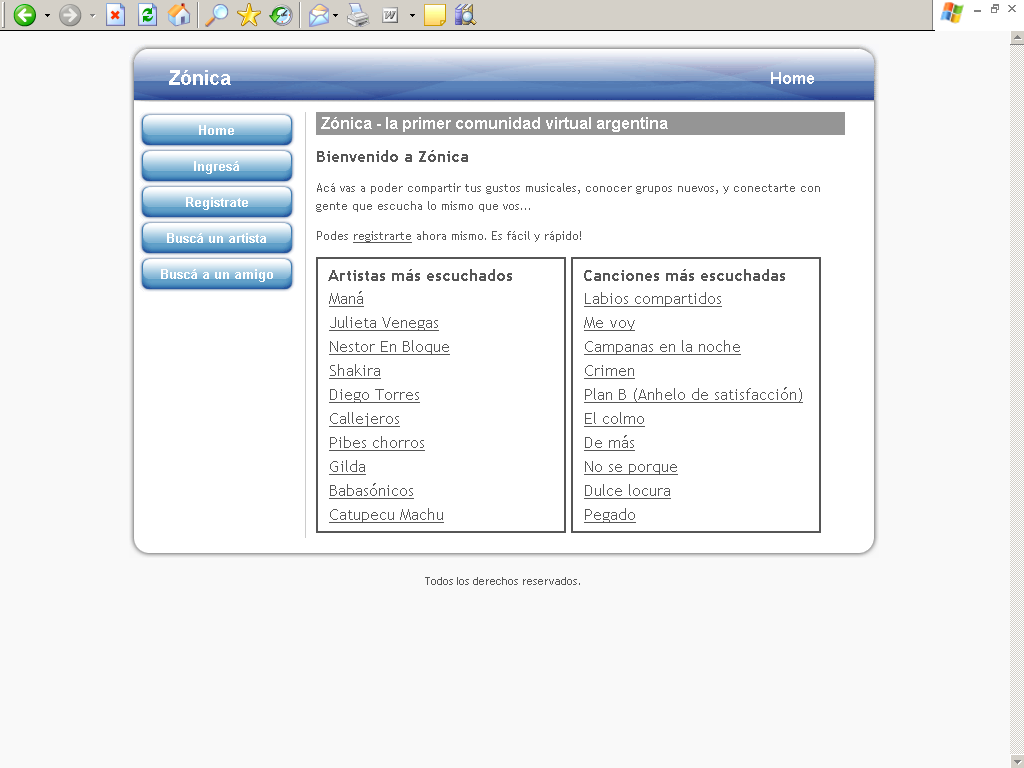 Zónica
Home
Home
Ingresá
Registrate
Buscá un artista
Buscá a un amigo
Zónica - la primer comunidad virtual argentina
Bienvenido a Zónica
Acá vas a poder compartir tus gustos musicales, conocer grupos nuevos, y conectarte con
gente que escucha lo mismo que vos...
Podes registrarte ahora mismo. Es fácil y rápido!
Artistas más escuchados
Maná
Julieta Venegas
Nestor En Bloque
Shakira
Diego Torres
Callejeros
Pibes chorros
Gilda
Babasónicos
Catupecu Machu
Canciones más escuchadas
Labios compartidos
Me voy
Campanas en la noche
Crimen
Plan B (Anhelo de satisfacción)
El colmo
De más
No se porque
Dulce locura
Pegado
Todos los derechos reservados.